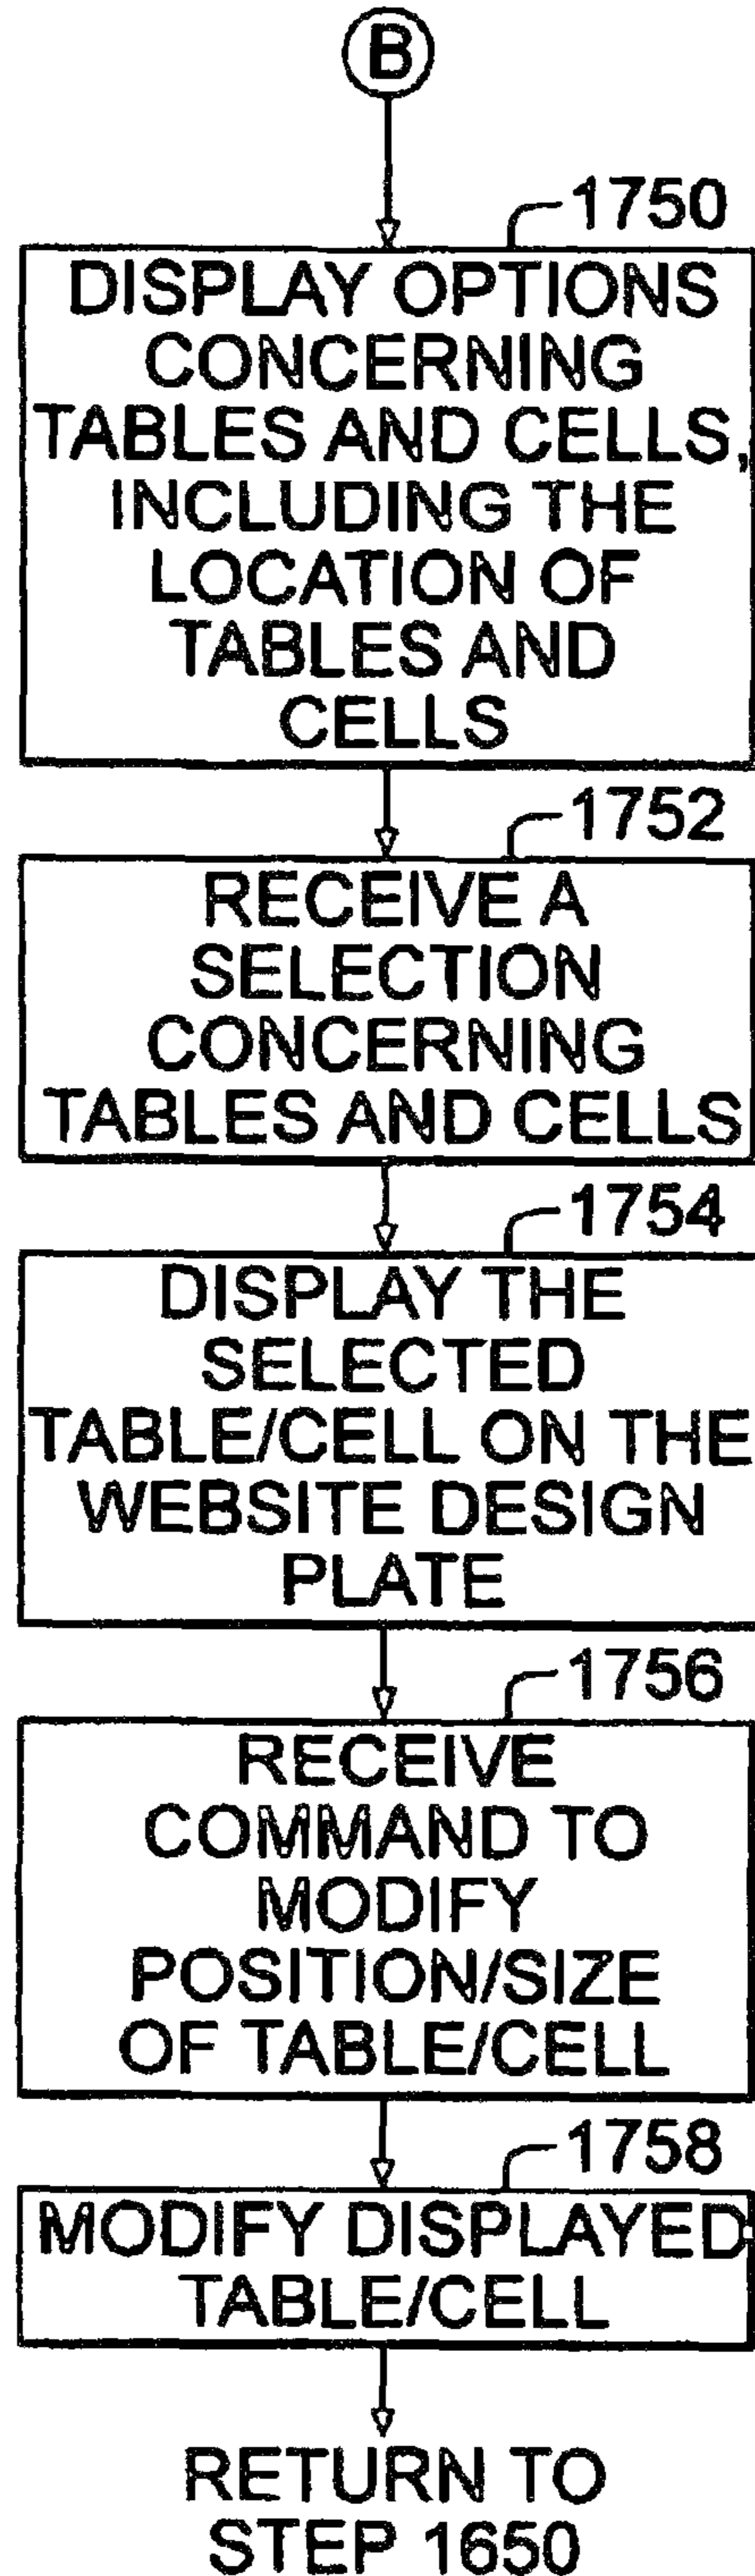 B
1750
DISPLAY OPTIONS
CONCERNING
TABLES AND CELLS,
INCLUDING THE
LOCATION OF
TABLES AND
CELLS
1752
RECEIVE A
SELECTION
CONCERNING
TABLES AND CELLS
1754
DISPLAY THE
SELECTED
TABLE/CELL ON THE
WEBSITE DESIGN
PLATE
1756
RECEIVE
COMMAND TO
MODIFY
POSITION/SIZE
OF TABLE/CELL
1758
MODIFY DISPLAYED
TABLE/CELL
RETURN TO
STEP 1650